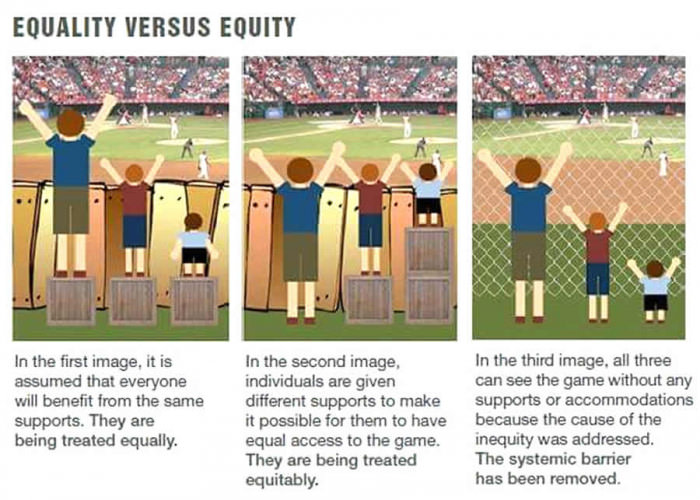 EQUALITY VERSUS EQUITY
In the first image, it is
assumed that everyone
will benefit from the same
supports. They are
being treated equally.
In the second image,
individuals are given
different supports to make
it possible for them to have
equal access to the game.
They are being treated
equitably.
In the third image, all three
can see the game without any
supports or accommodations
because the cause of the
inequity was addressed.
The systemic barrier
has been removed.